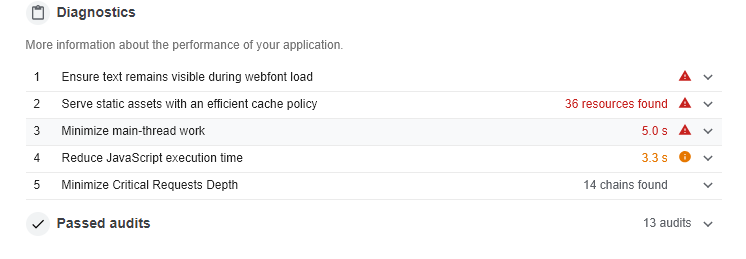 Diagnostics
More information about the performance of your application.
1 Ensure text remains visible during webfont load
2 Serve static assets with an efficient cache policy 36 resources found
3 Minimize main-thread work 5.0 s
4 Reduce JavaScript execution time 3.3 s
5 Minimize Critical Requests Depth 14 chains found
Passed audits 13 audits